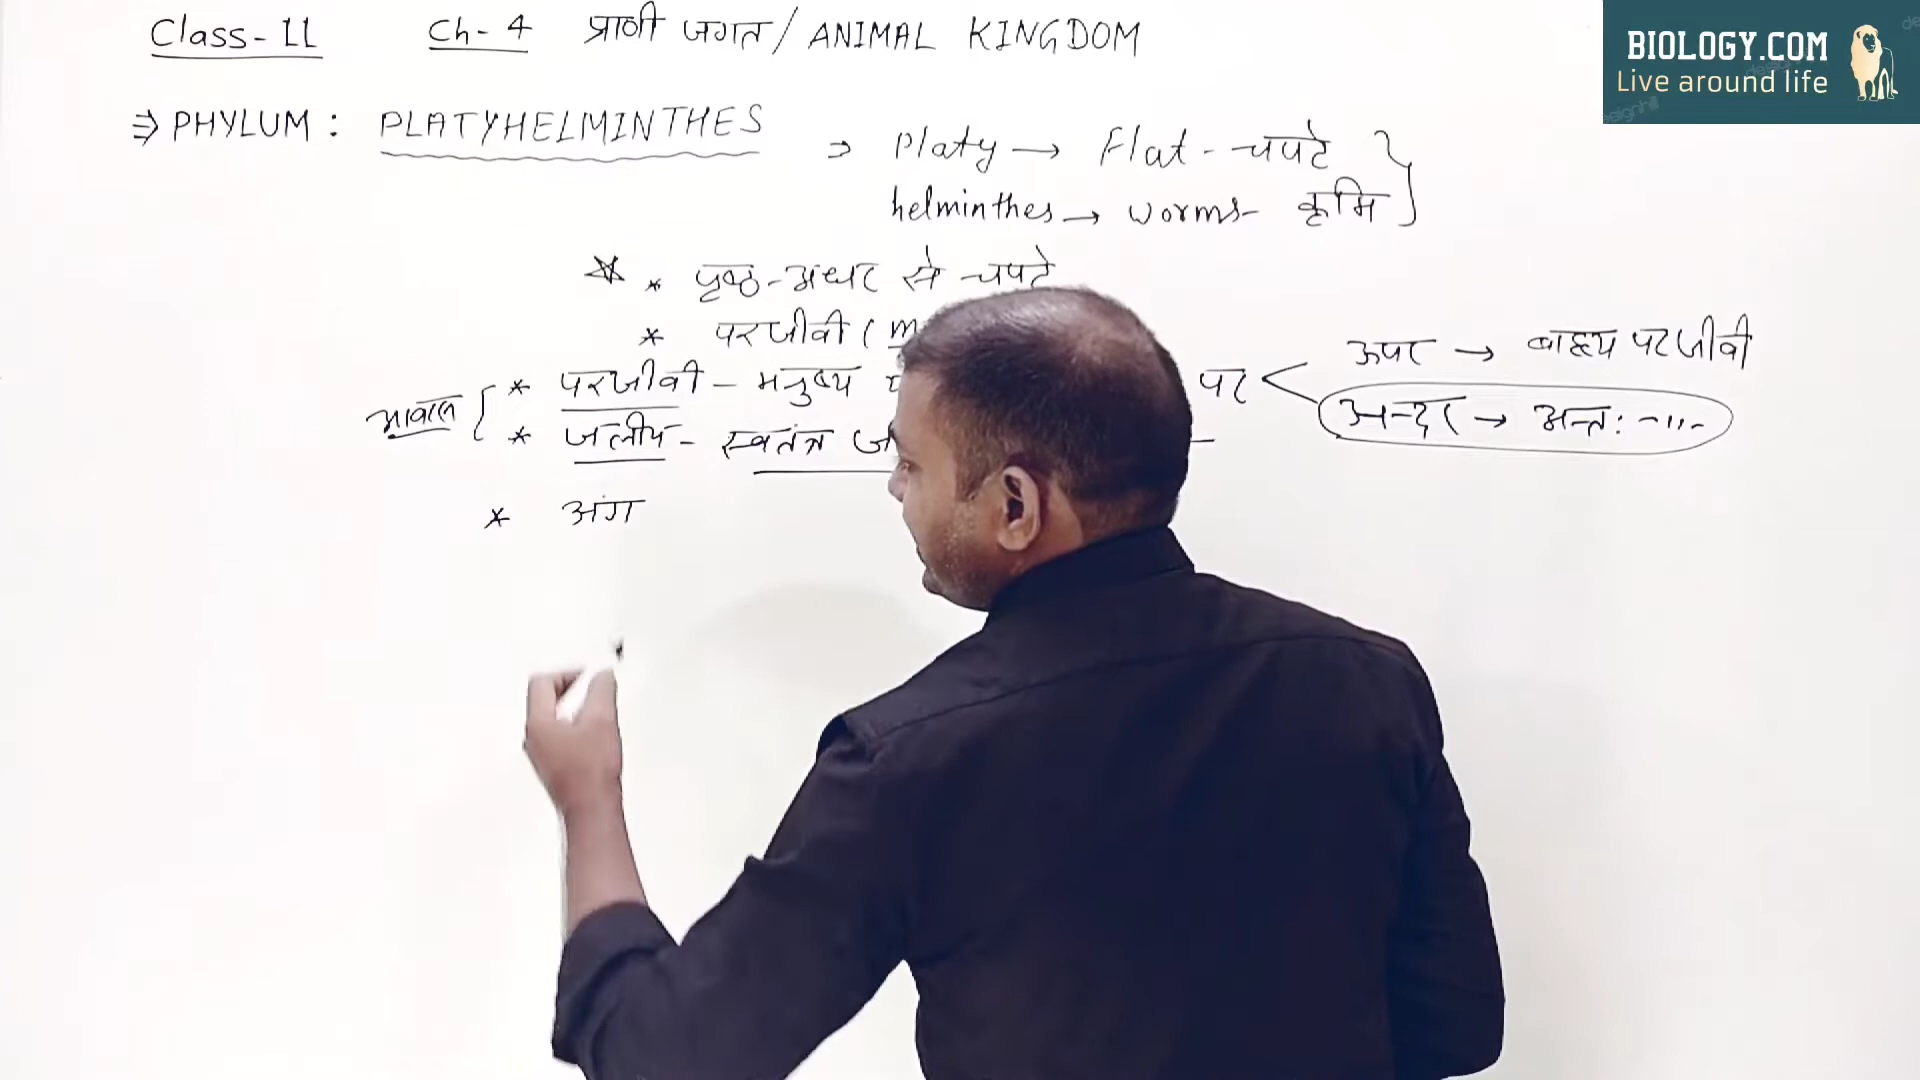 Class-11 Ch-4 प्राणी जगत/ANIMAL KINGDOM
BIOLOGY.COM
Live around life
⇒ PHYLUM: PLATYHELMINTHES
⇒ Platy → Flat - चपटे
helminthes → worms - कृमि
* पृष्ठ-अधर से चपटे
* परजीवी (m
आवास { * परजीवी - मनुष्य पर < ऊपर → बाह्य परजीवी
अन्दर → अन्तः -..-
* जलीय - स्वतंत्र ज
* अंग